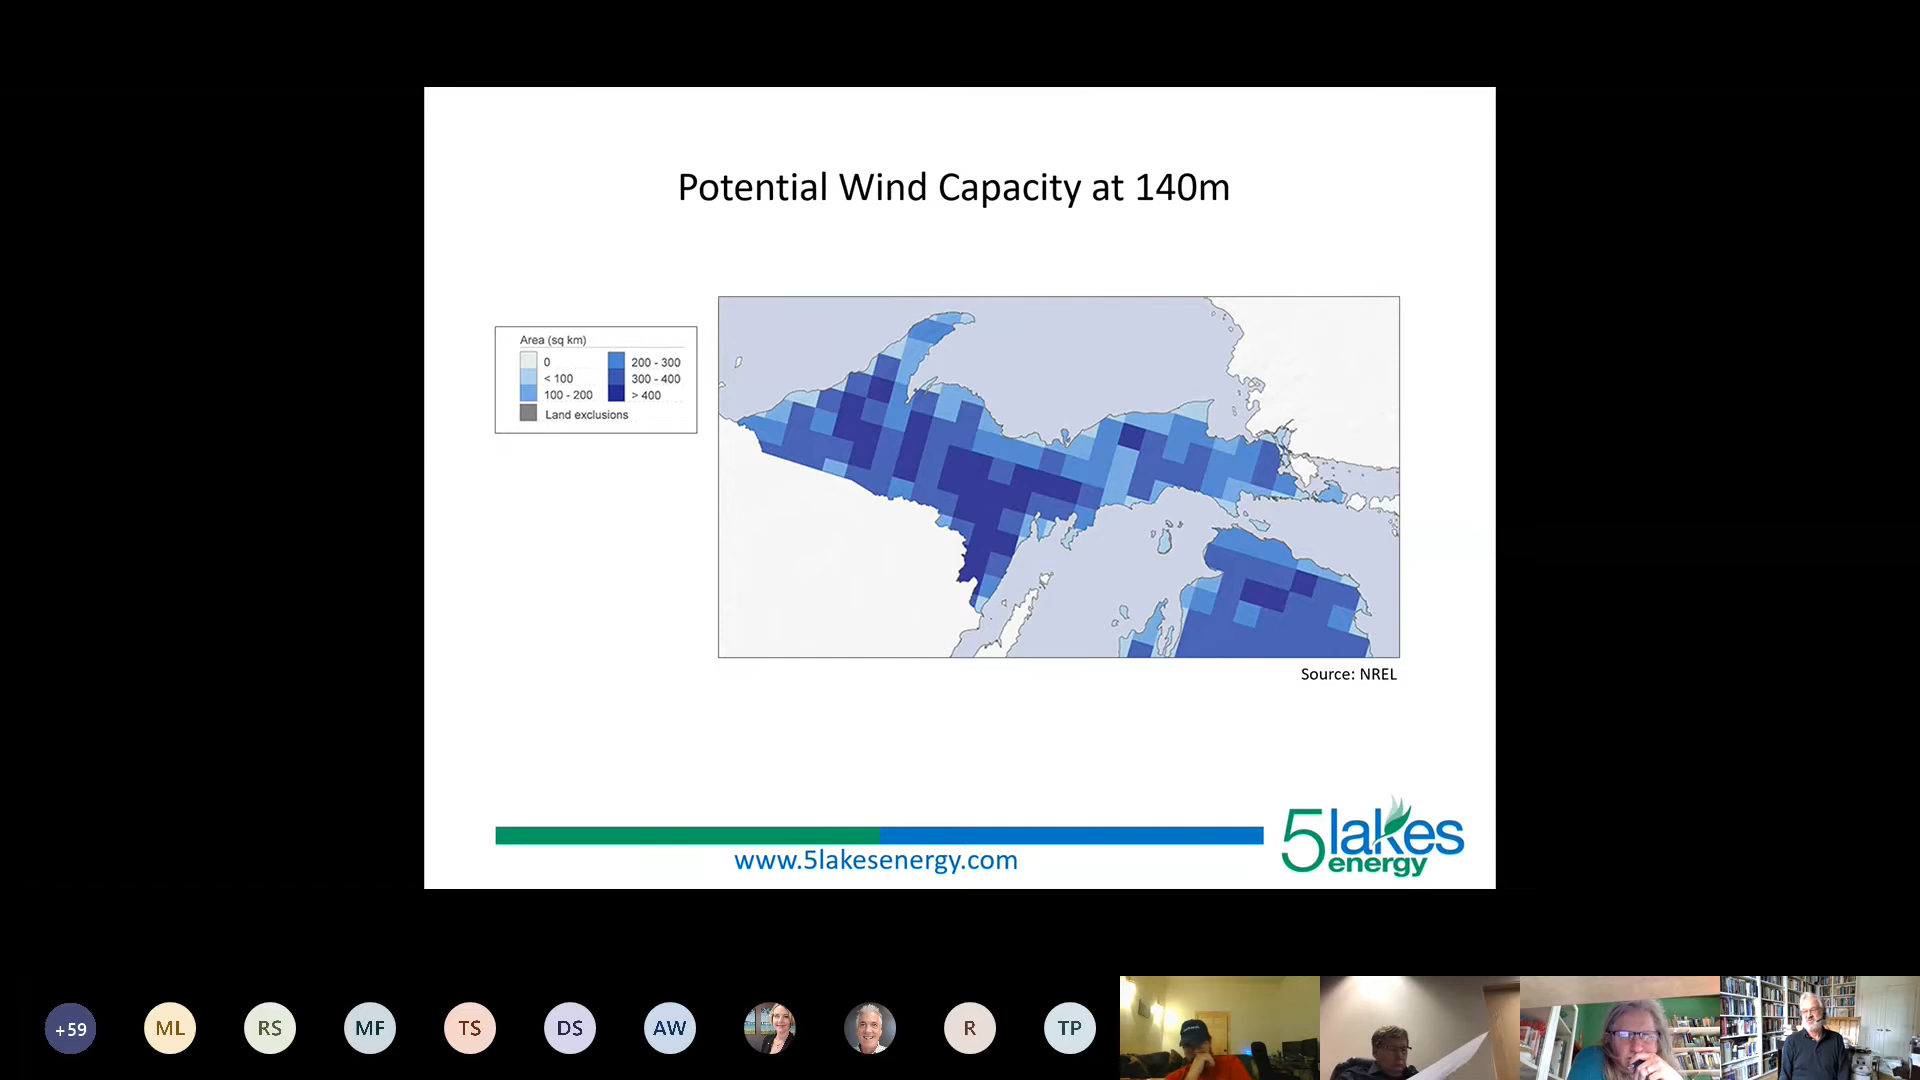 Potential Wind Capacity at 140m
Area (sq km)
0
< 100
100 - 200
200 - 300
300 - 400
> 400
Land exclusions
Source: NREL
www.5lakesenergy.com
5lakes
energy
+59
ML
RS
MF
TS
DS
AW
R
TP